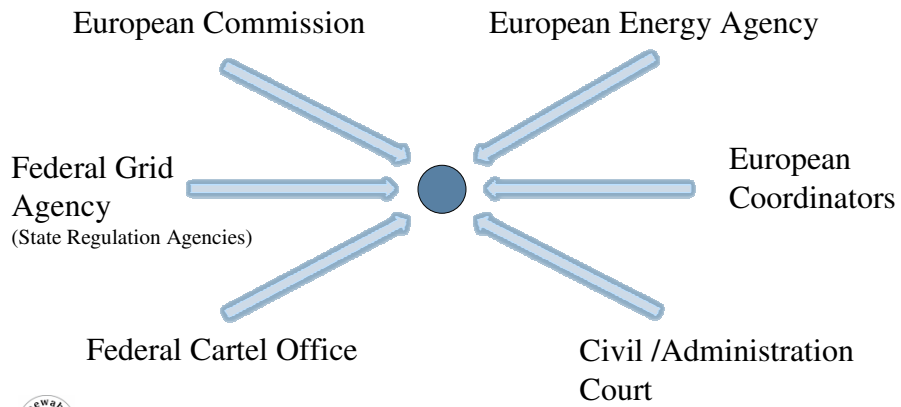 European Commission
European Energy Agency
Federal Grid
Agency
(State Regulation Agencies)
European
Coordinators
Federal Cartel Office
Civil /Administration
Court